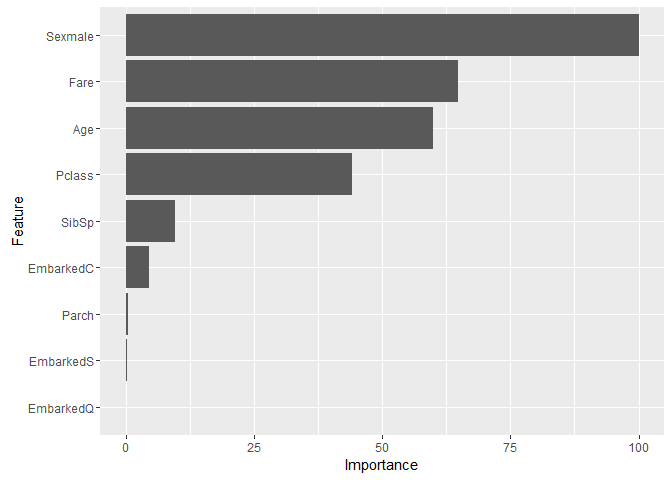 Sexmale
Fare
Age
Pclass
SibSp
EmbarkedC
Parch
EmbarkedS
EmbarkedQ
Feature
0 25 50 75 100
Importance